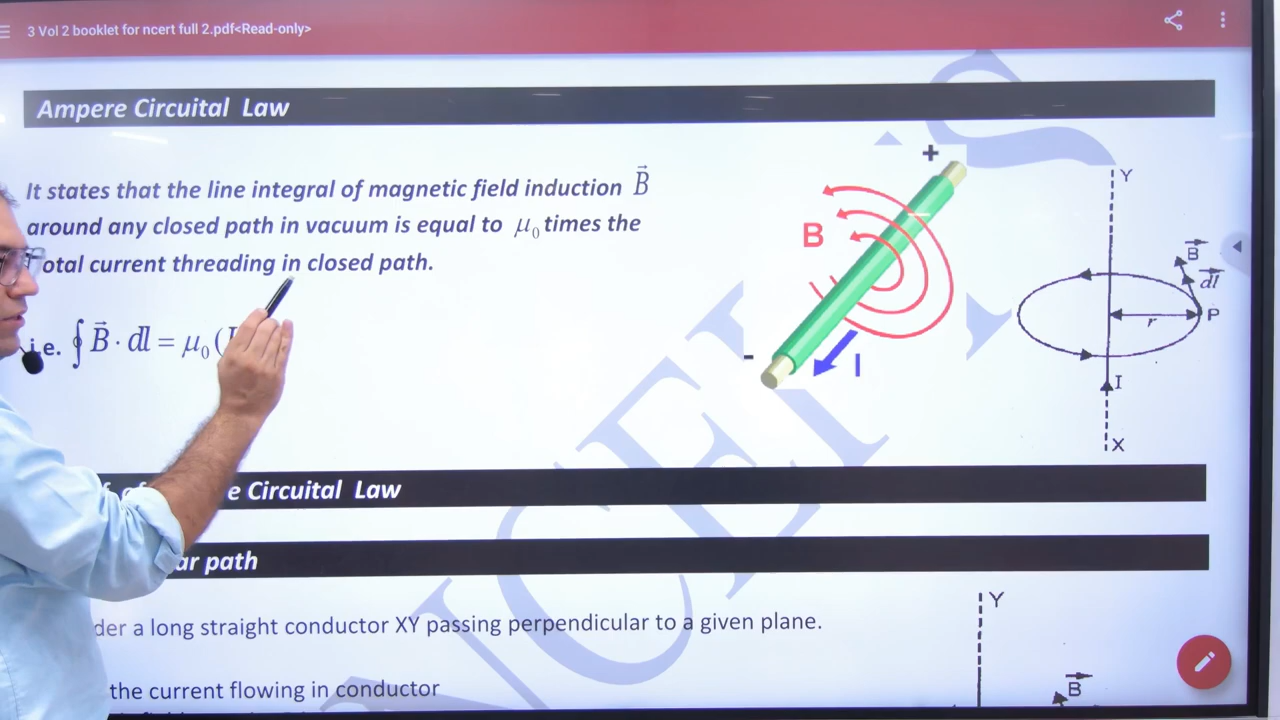 3 Vol 2 booklet for ncert full 2.pdf<Read-only>
Ampere Circuital Law
It states that the line integral of magnetic field induction B⃗
around any closed path in vacuum is equal to μ₀ times the
otal current threading in closed path.
i.e. ∮ B⃗ · dl = μ₀ (
+
B
-
I
Y
B⃗
dl⃗
r
P
I
X
e Circuital Law
ar path
der a long straight conductor XY passing perpendicular to a given plane.
the current flowing in conductor
Y
B⃗